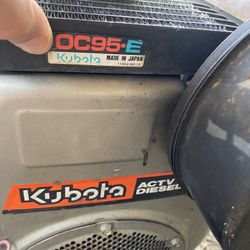 OC95-E
Kubota
MADE IN JAPAN
Kubota
ACTV
DIESEL